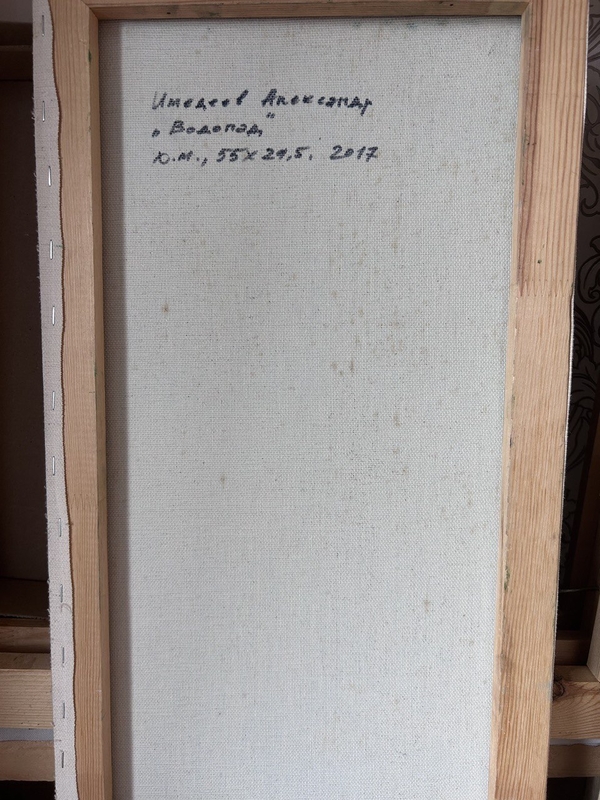 Имедеев Александр
„Водопад"
х.м., 55х29,5. 2017